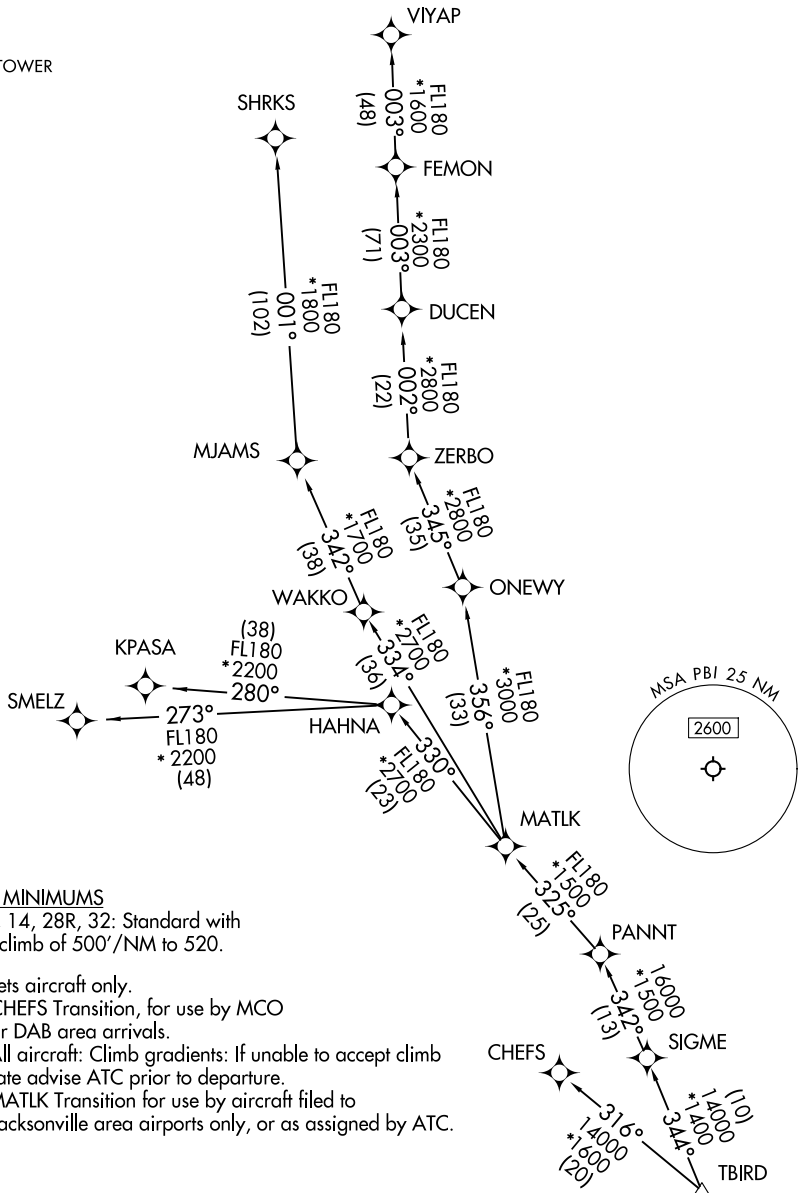 VIYAP
TOWER
FL180
*1600
003°
(48)
SHRKS
FEMON
FL180
*2300
003°
(71)
FL180
*1800
001°
(102)
DUCEN
FL180
*2800
002°
(22)
MJAMS
ZERBO
FL180
*1700
342°
(38)
FL180
*2800
345°
(35)
WAKKO
ONEWY
KPASA
(38)
FL180
*2200
280°
FL180
*2700
334°
(36)
FL180
*3000
356°
(33)
SMELZ
273°
FL180
*2200
(48)
HAHNA
330°
FL180
*2700
(23)
MSA PBI 25 NM
2600
MATLK
FL180
*1500
325°
(25)
MINIMUMS
14, 28R, 32: Standard with
climb of 500'/NM to 520.
PANNT
16000
*1500
342°
(13)
ets aircraft only.
CHEFS Transition, for use by MCO
r DAB area arrivals.
All aircraft: Climb gradients: If unable to accept climb
ate advise ATC prior to departure.
MATLK Transition for use by aircraft filed to
acksonville area airports only, or as assigned by ATC.
SIGME
CHEFS
316°
14000
*1600
(20)
(10)
14000
*1400
344°
TBIRD